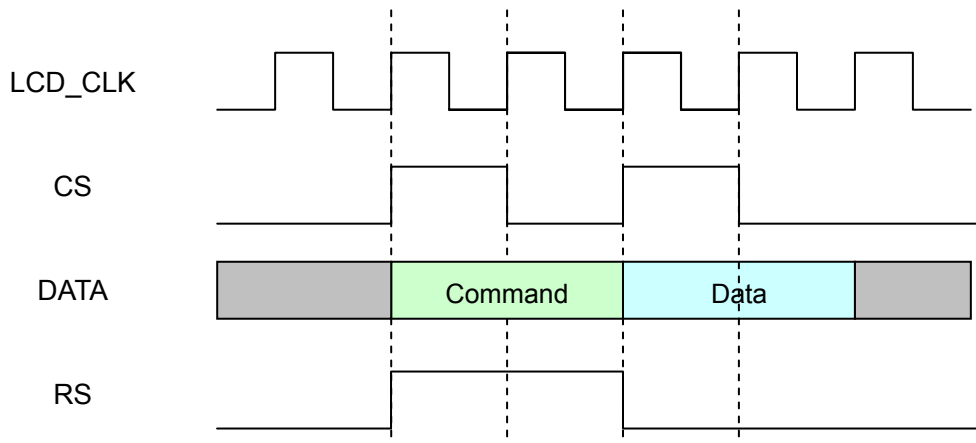 LCD_CLK
CS
DATA
Command
Data
RS